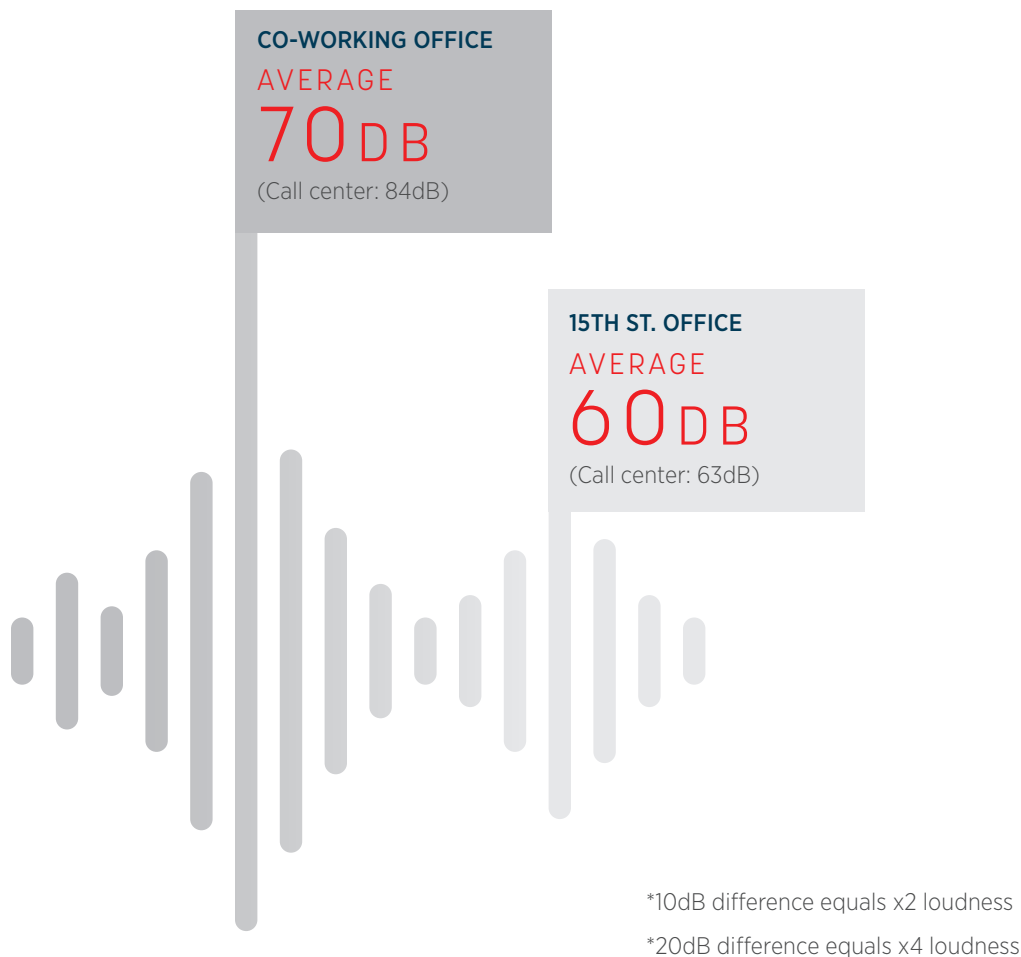 CO-WORKING OFFICE
AVERAGE
70DB
(Call center: 84dB)
15TH ST. OFFICE
AVERAGE
60DB
(Call center: 63dB)
*10dB difference equals x2 loudness
*20dB difference equals x4 loudness